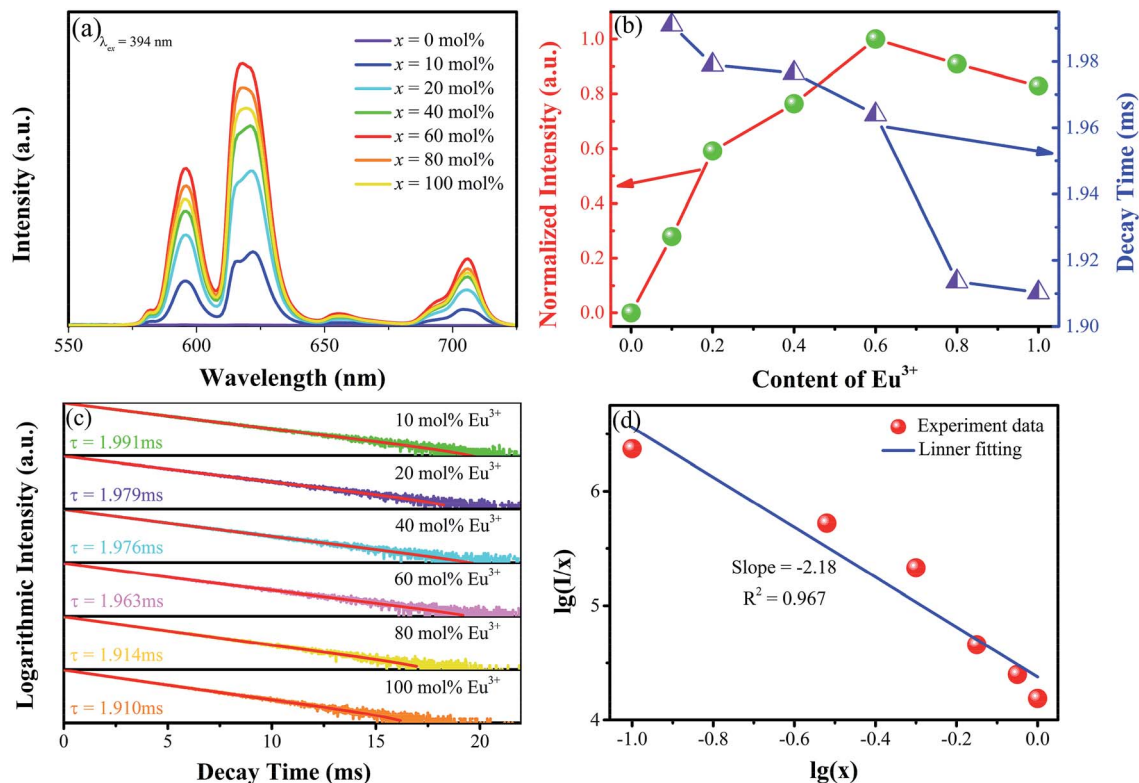 (a)
λex = 394 nm
x = 0 mol%
x = 10 mol%
x = 20 mol%
x = 40 mol%
x = 60 mol%
x = 80 mol%
x = 100 mol%
Intensity (a.u.)
550
600
650
700
Wavelength (nm)
(b)
Normalized Intensity (a.u.)
1.0
0.8
0.6
0.4
0.2
0.0
1.98
1.96
1.94
1.92
1.90
Decay Time (ms)
0.0
0.2
0.4
0.6
0.8
1.0
Content of Eu³⁺
(c)
Logarithmic Intensity (a.u.)
10 mol% Eu³⁺
τ = 1.991ms
20 mol% Eu³⁺
τ = 1.979ms
40 mol% Eu³⁺
τ = 1.976ms
60 mol% Eu³⁺
τ = 1.963ms
80 mol% Eu³⁺
τ = 1.914ms
100 mol% Eu³⁺
τ = 1.910ms
0
5
10
15
20
Decay Time (ms)
(d)
Experiment data
Linner fitting
lg(I/x)
6
5
4
Slope = -2.18
R² = 0.967
-1.0
-0.8
-0.6
-0.4
-0.2
0.0
lg(x)